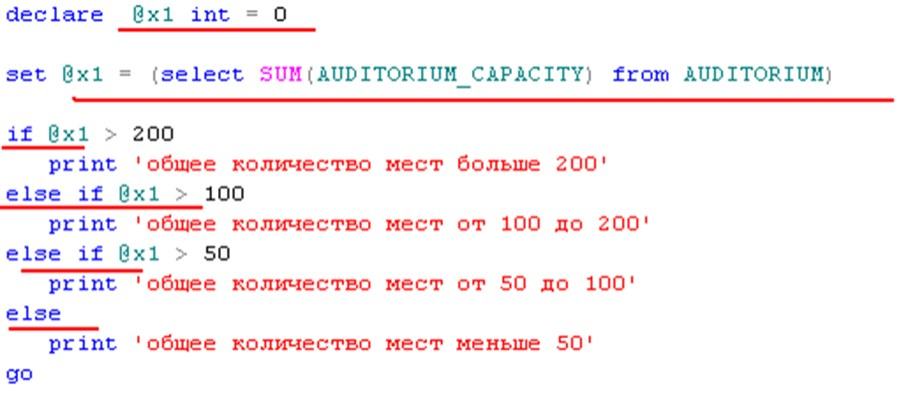 declare @x1 int = 0
set @x1 = (select SUM(AUDITORIUM_CAPACITY) from AUDITORIUM)
if @x1 > 200
print 'общее количество мест больше 200'
else if @x1 > 100
print 'общее количество мест от 100 до 200'
else if @x1 > 50
print 'общее количество мест от 50 до 100'
else
print 'общее количество мест меньше 50'
go